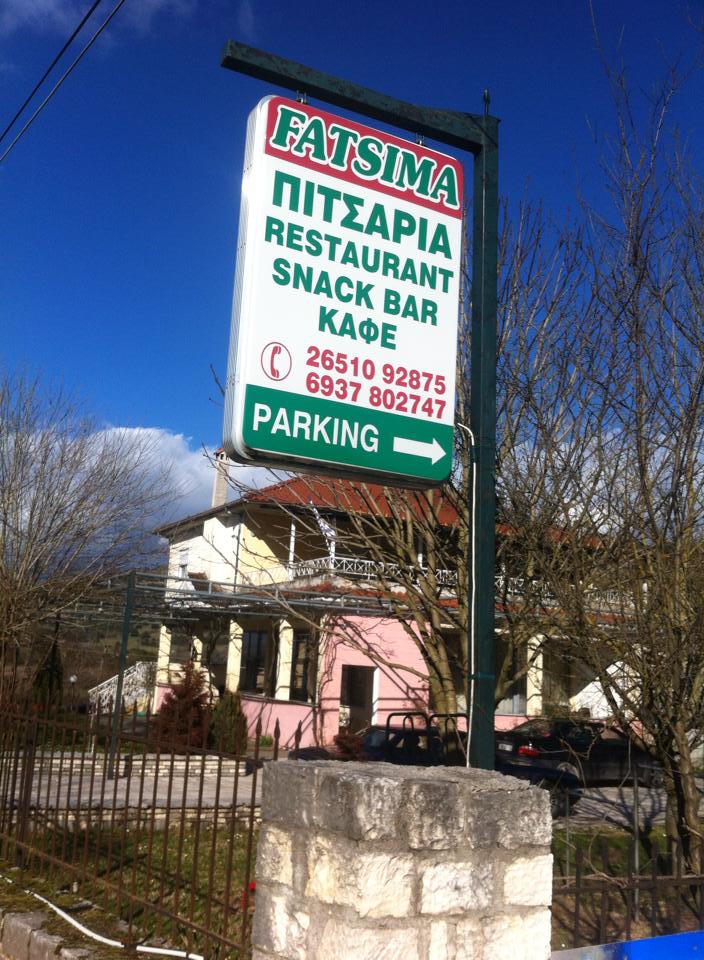 FATSIMA
ΠΙΤΣΑΡΙΑ
RESTAURANT
SNACK BAR
ΚΑΦΕ
26510 92875
6937 802747
PARKING